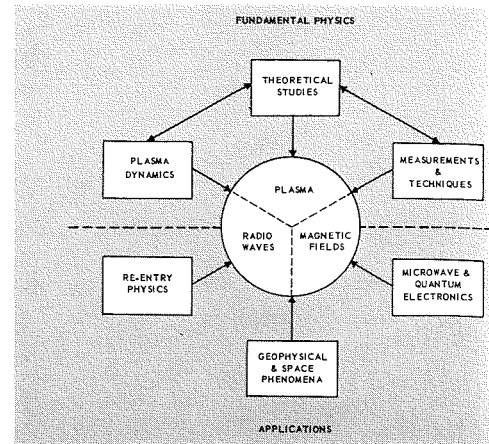 FUNDAMENTAL PHYSICS
THEORETICAL
STUDIES
PLASMA
DYNAMICS
MEASUREMENTS
&
TECHNIQUES
PLASMA
RADIO
WAVES
MAGNETIC
FIELDS
RE-ENTRY
PHYSICS
MICROWAVE &
QUANTUM
ELECTRONICS
GEOPHYSICAL
& SPACE
PHENOMENA
APPLICATIONS